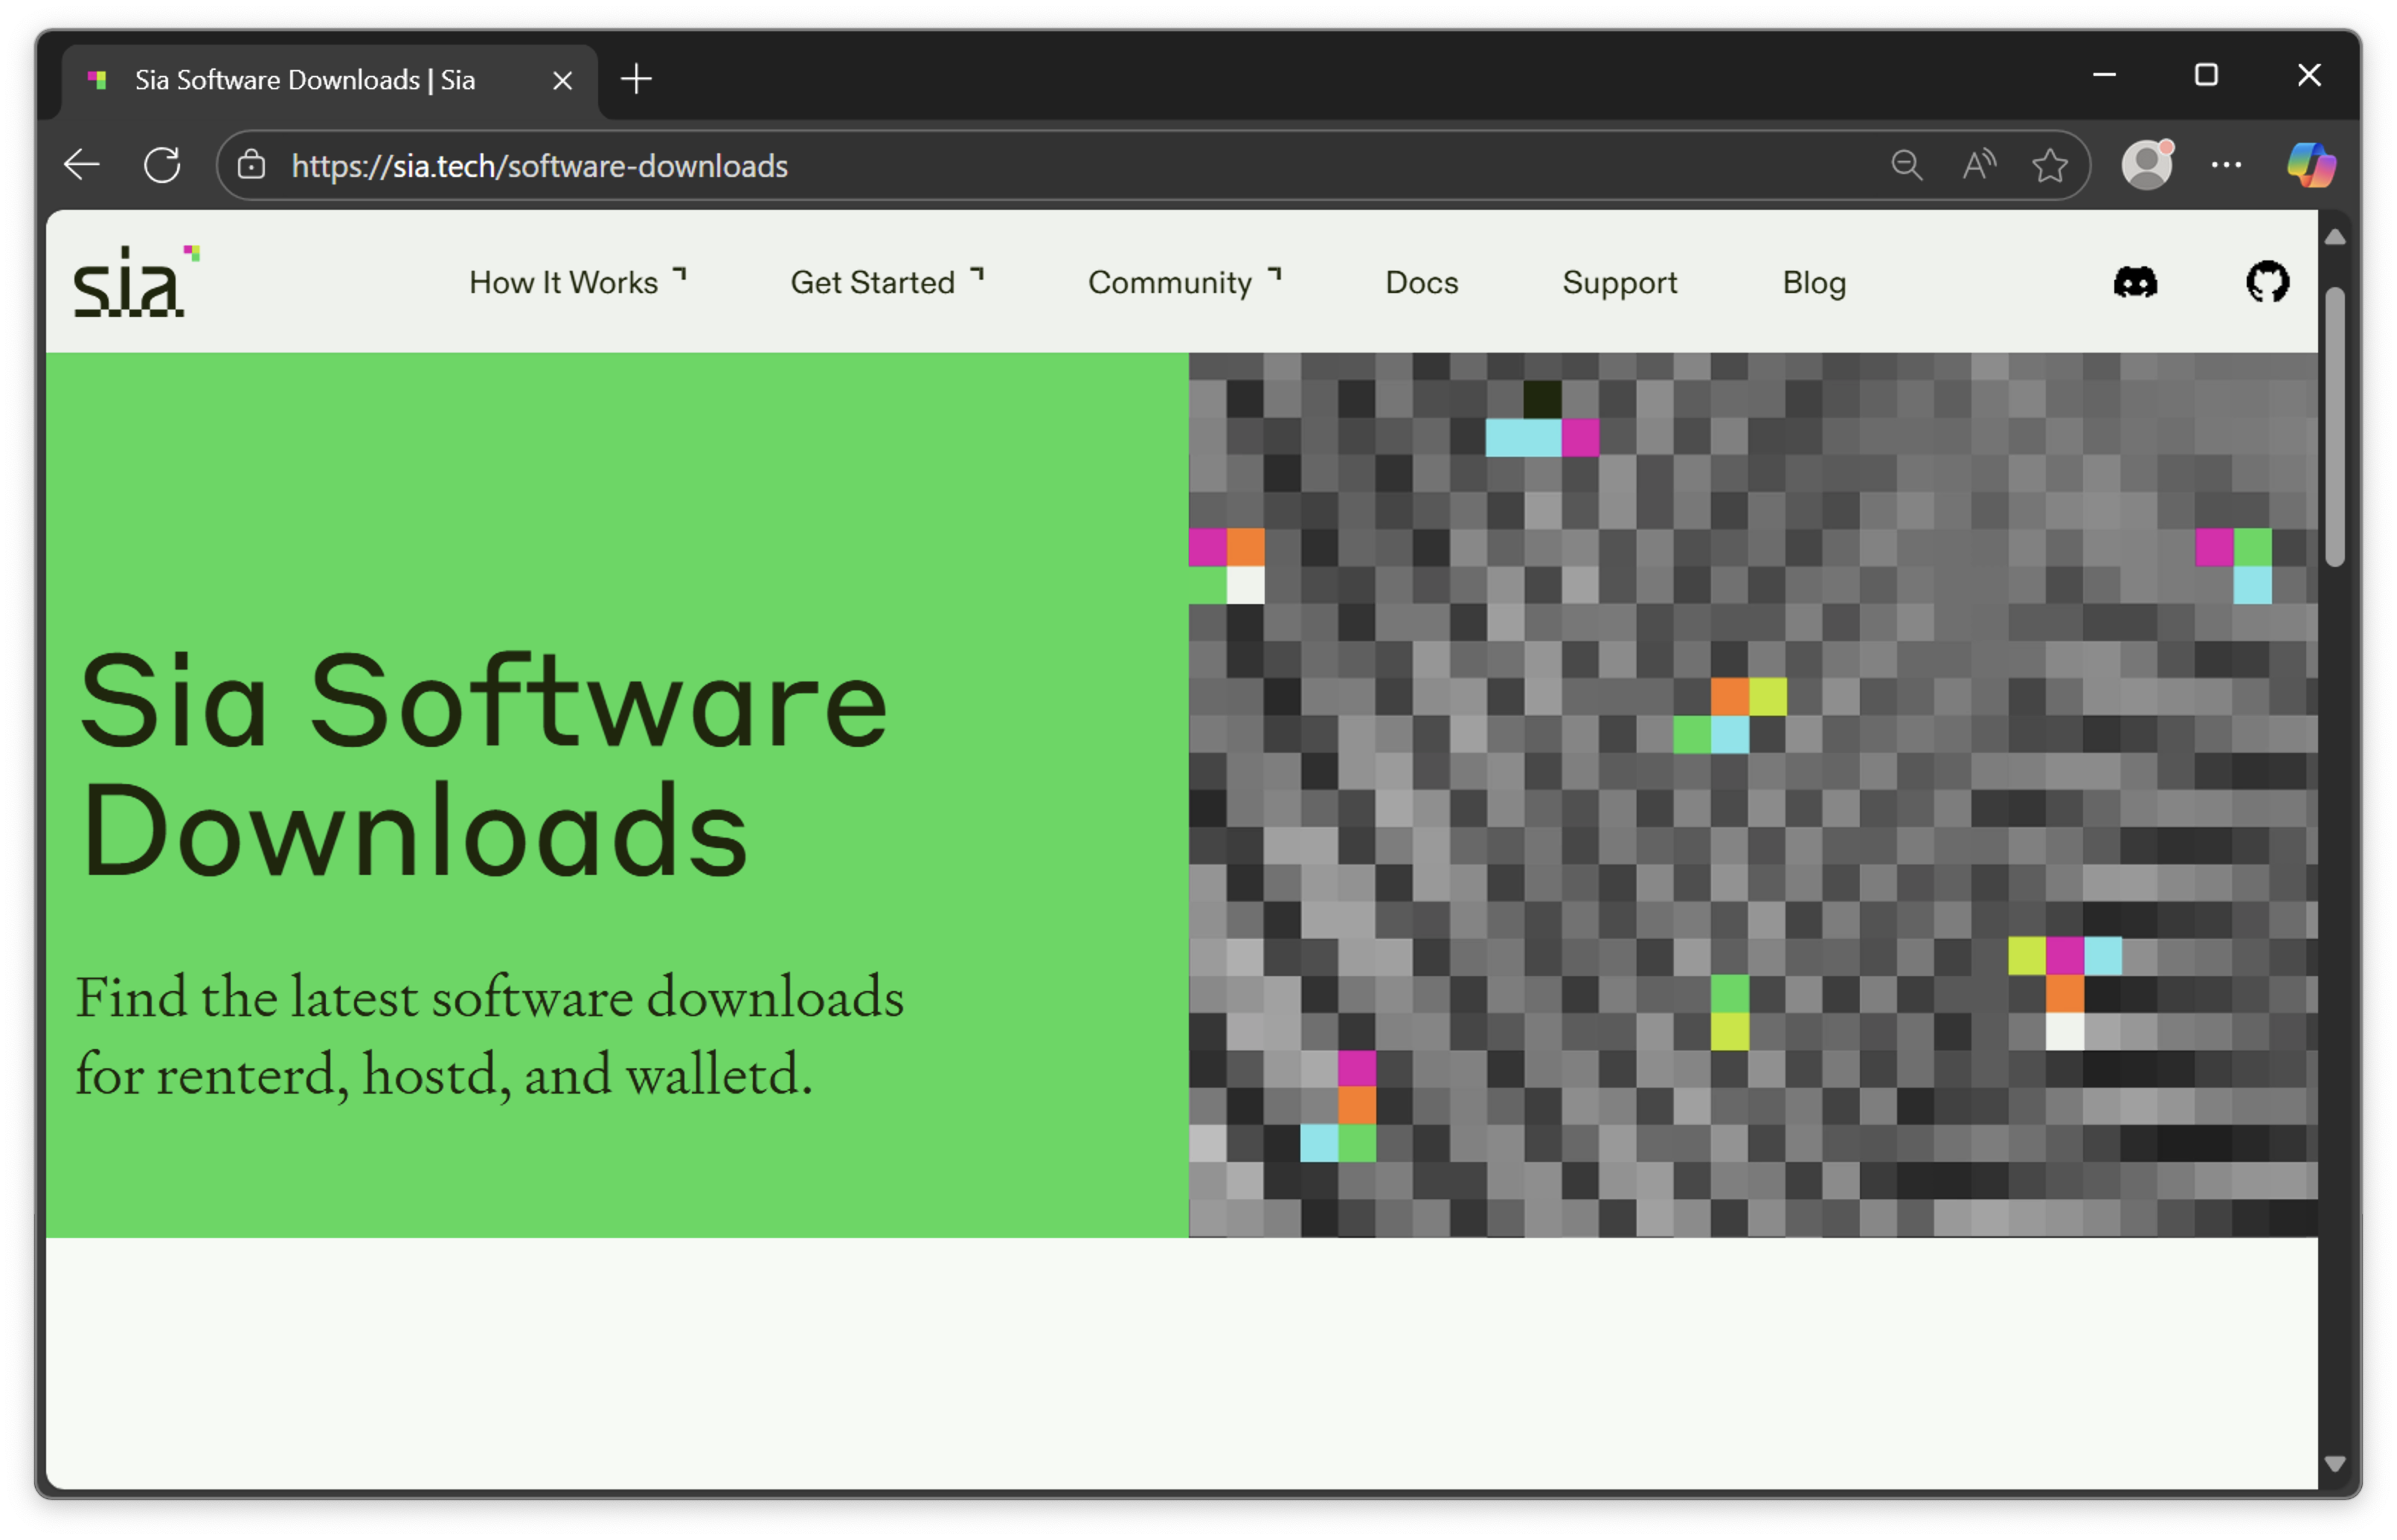 Sia Software Downloads | Sia
https://sia.tech/software-downloads
sia
How It Works
Get Started
Community
Docs
Support
Blog
Sia Software
Downloads
Find the latest software downloads
for renterd, hostd, and walletd.